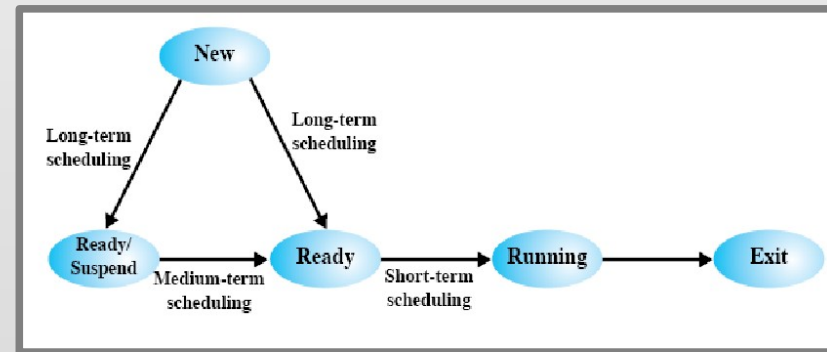 New
Long-term
scheduling
Long-term
scheduling
Ready/
Suspend
Medium-term
scheduling
Ready
Short-term
scheduling
Running
Exit